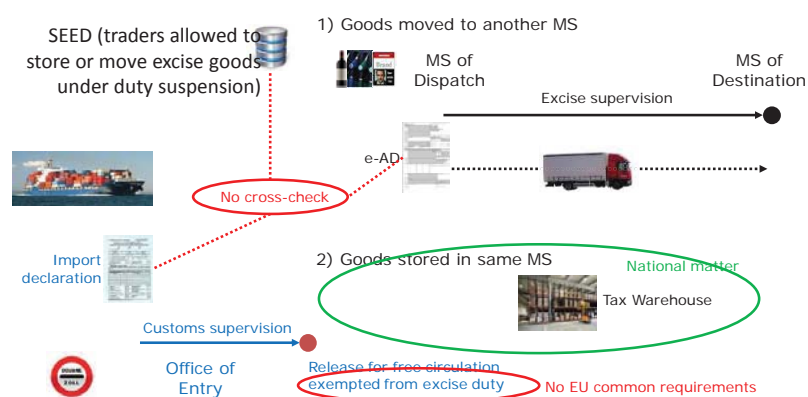 SEED (traders allowed to
store or move excise goods
under duty suspension)
1) Goods moved to another MS
MS of
Dispatch
MS of
Destination
Excise supervision
e-AD
No cross-check
Import
declaration
2) Goods stored in same MS
National matter
Tax Warehouse
Customs supervision
Office of
Entry
Release for free circulation
exempted from excise duty
No EU common requirements
DOUANE
ZOLL